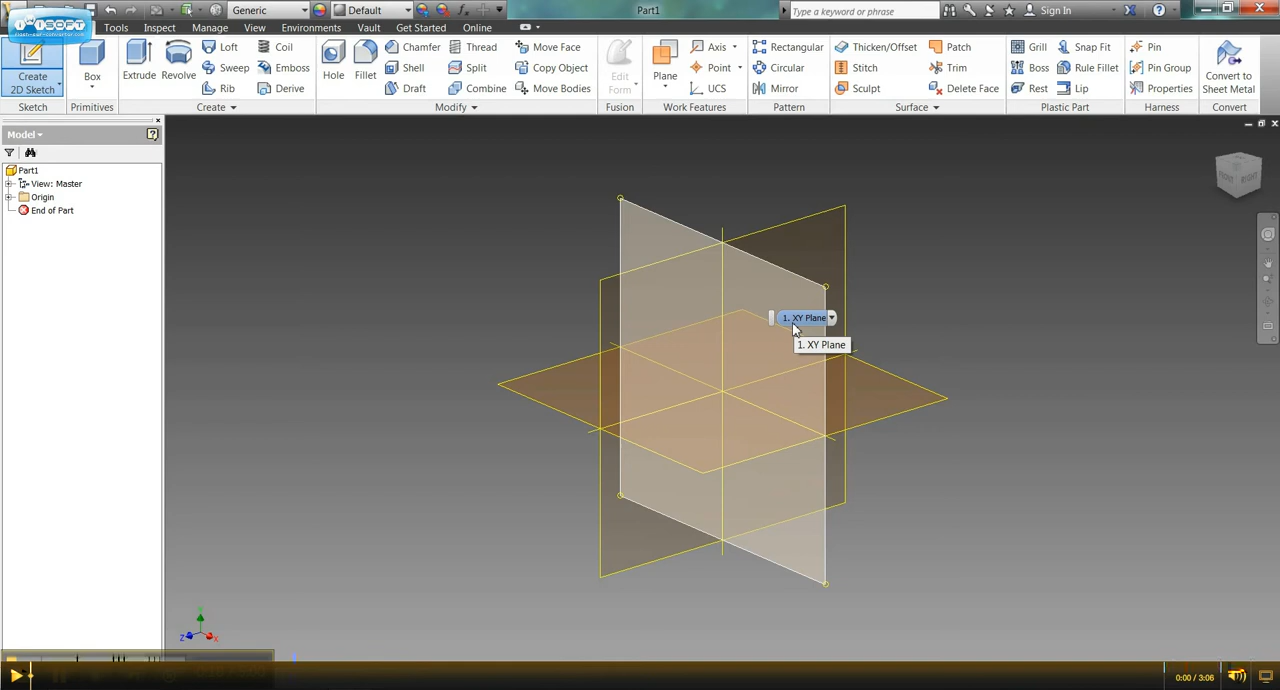 Generic
Default
Part1
Type a keyword or phrase
Sign In
iWiSOFT
Tools Inspect Manage View Environments Vault Get Started Online
Create 2D Sketch
Box
Extrude
Revolve
Loft Coil
Sweep Emboss
Rib Derive
Hole
Fillet
Chamfer Thread Move Face
Shell Split Copy Object
Draft Combine Move Bodies
Edit Form
Plane
Axis
Point
UCS
Rectangular
Circular
Mirror
Thicken/Offset Patch
Stitch Trim
Sculpt Delete Face
Grill Snap Fit
Boss Rule Fillet
Rest Lip
Pin
Pin Group
Properties
Convert to Sheet Metal
Sketch Primitives Create Modify Fusion Work Features Pattern Surface Plastic Part Harness Convert
Model
Part1
View: Master
Origin
End of Part
FRONT RIGHT
1. XY Plane
1. XY Plane
Y
Z X
0:00 / 3:06